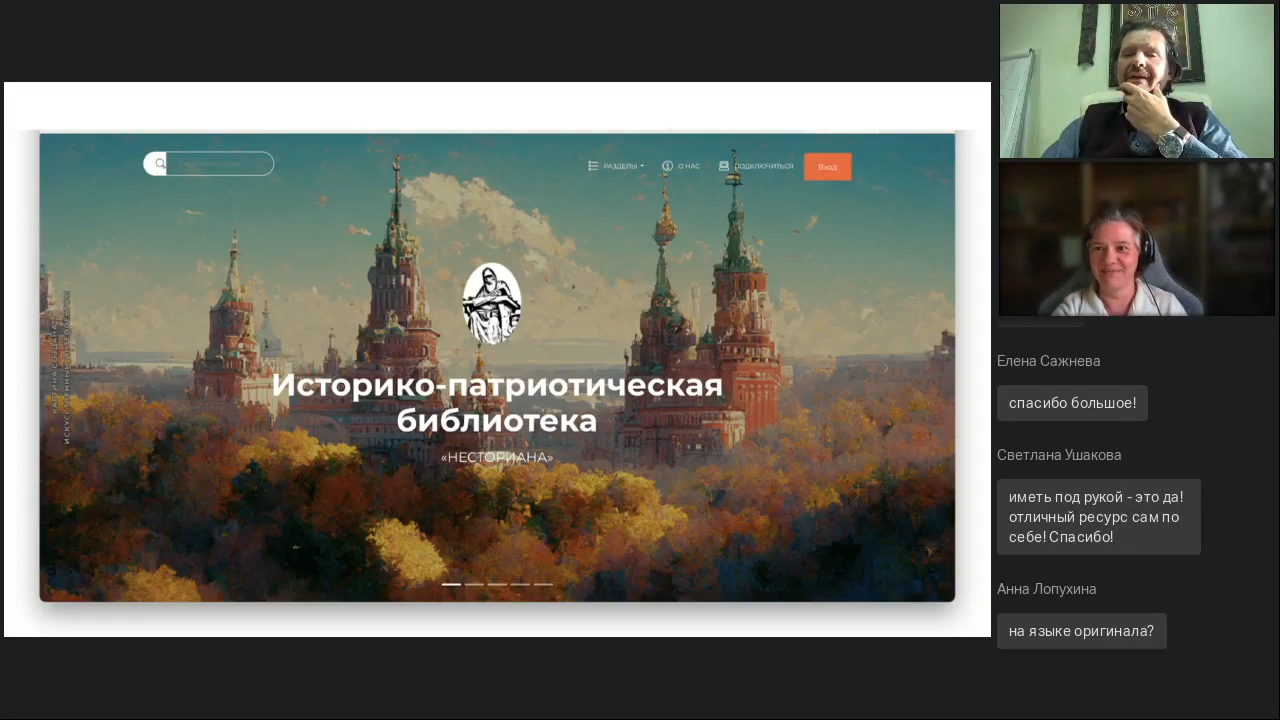 РАЗДЕЛЫ
О НАС
ПОДКЛЮЧИТЬСЯ
Вход
Историко-патриотическая
библиотека
«НЕСТОРИАНА»
Елена Сажнева
спасибо большое!
Светлана Ушакова
иметь под рукой - это да!
отличный ресурс сам по
себе! Спасибо!
Анна Лопухина
на языке оригинала?